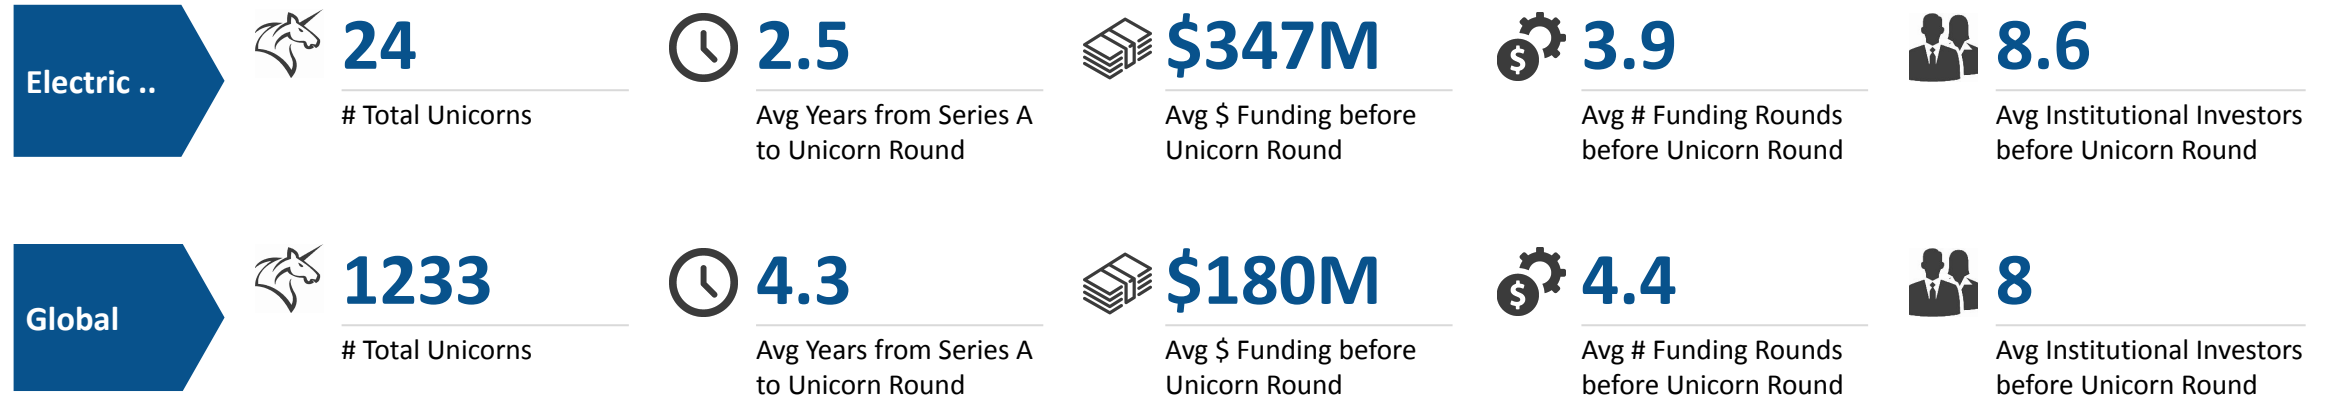 Electric ..
24
# Total Unicorns
2.5
Avg Years from Series A
to Unicorn Round
$347M
Avg $ Funding before
Unicorn Round
3.9
Avg # Funding Rounds
before Unicorn Round
8.6
Avg Institutional Investors
before Unicorn Round
Global
1233
# Total Unicorns
4.3
Avg Years from Series A
to Unicorn Round
$180M
Avg $ Funding before
Unicorn Round
4.4
Avg # Funding Rounds
before Unicorn Round
8
Avg Institutional Investors
before Unicorn Round